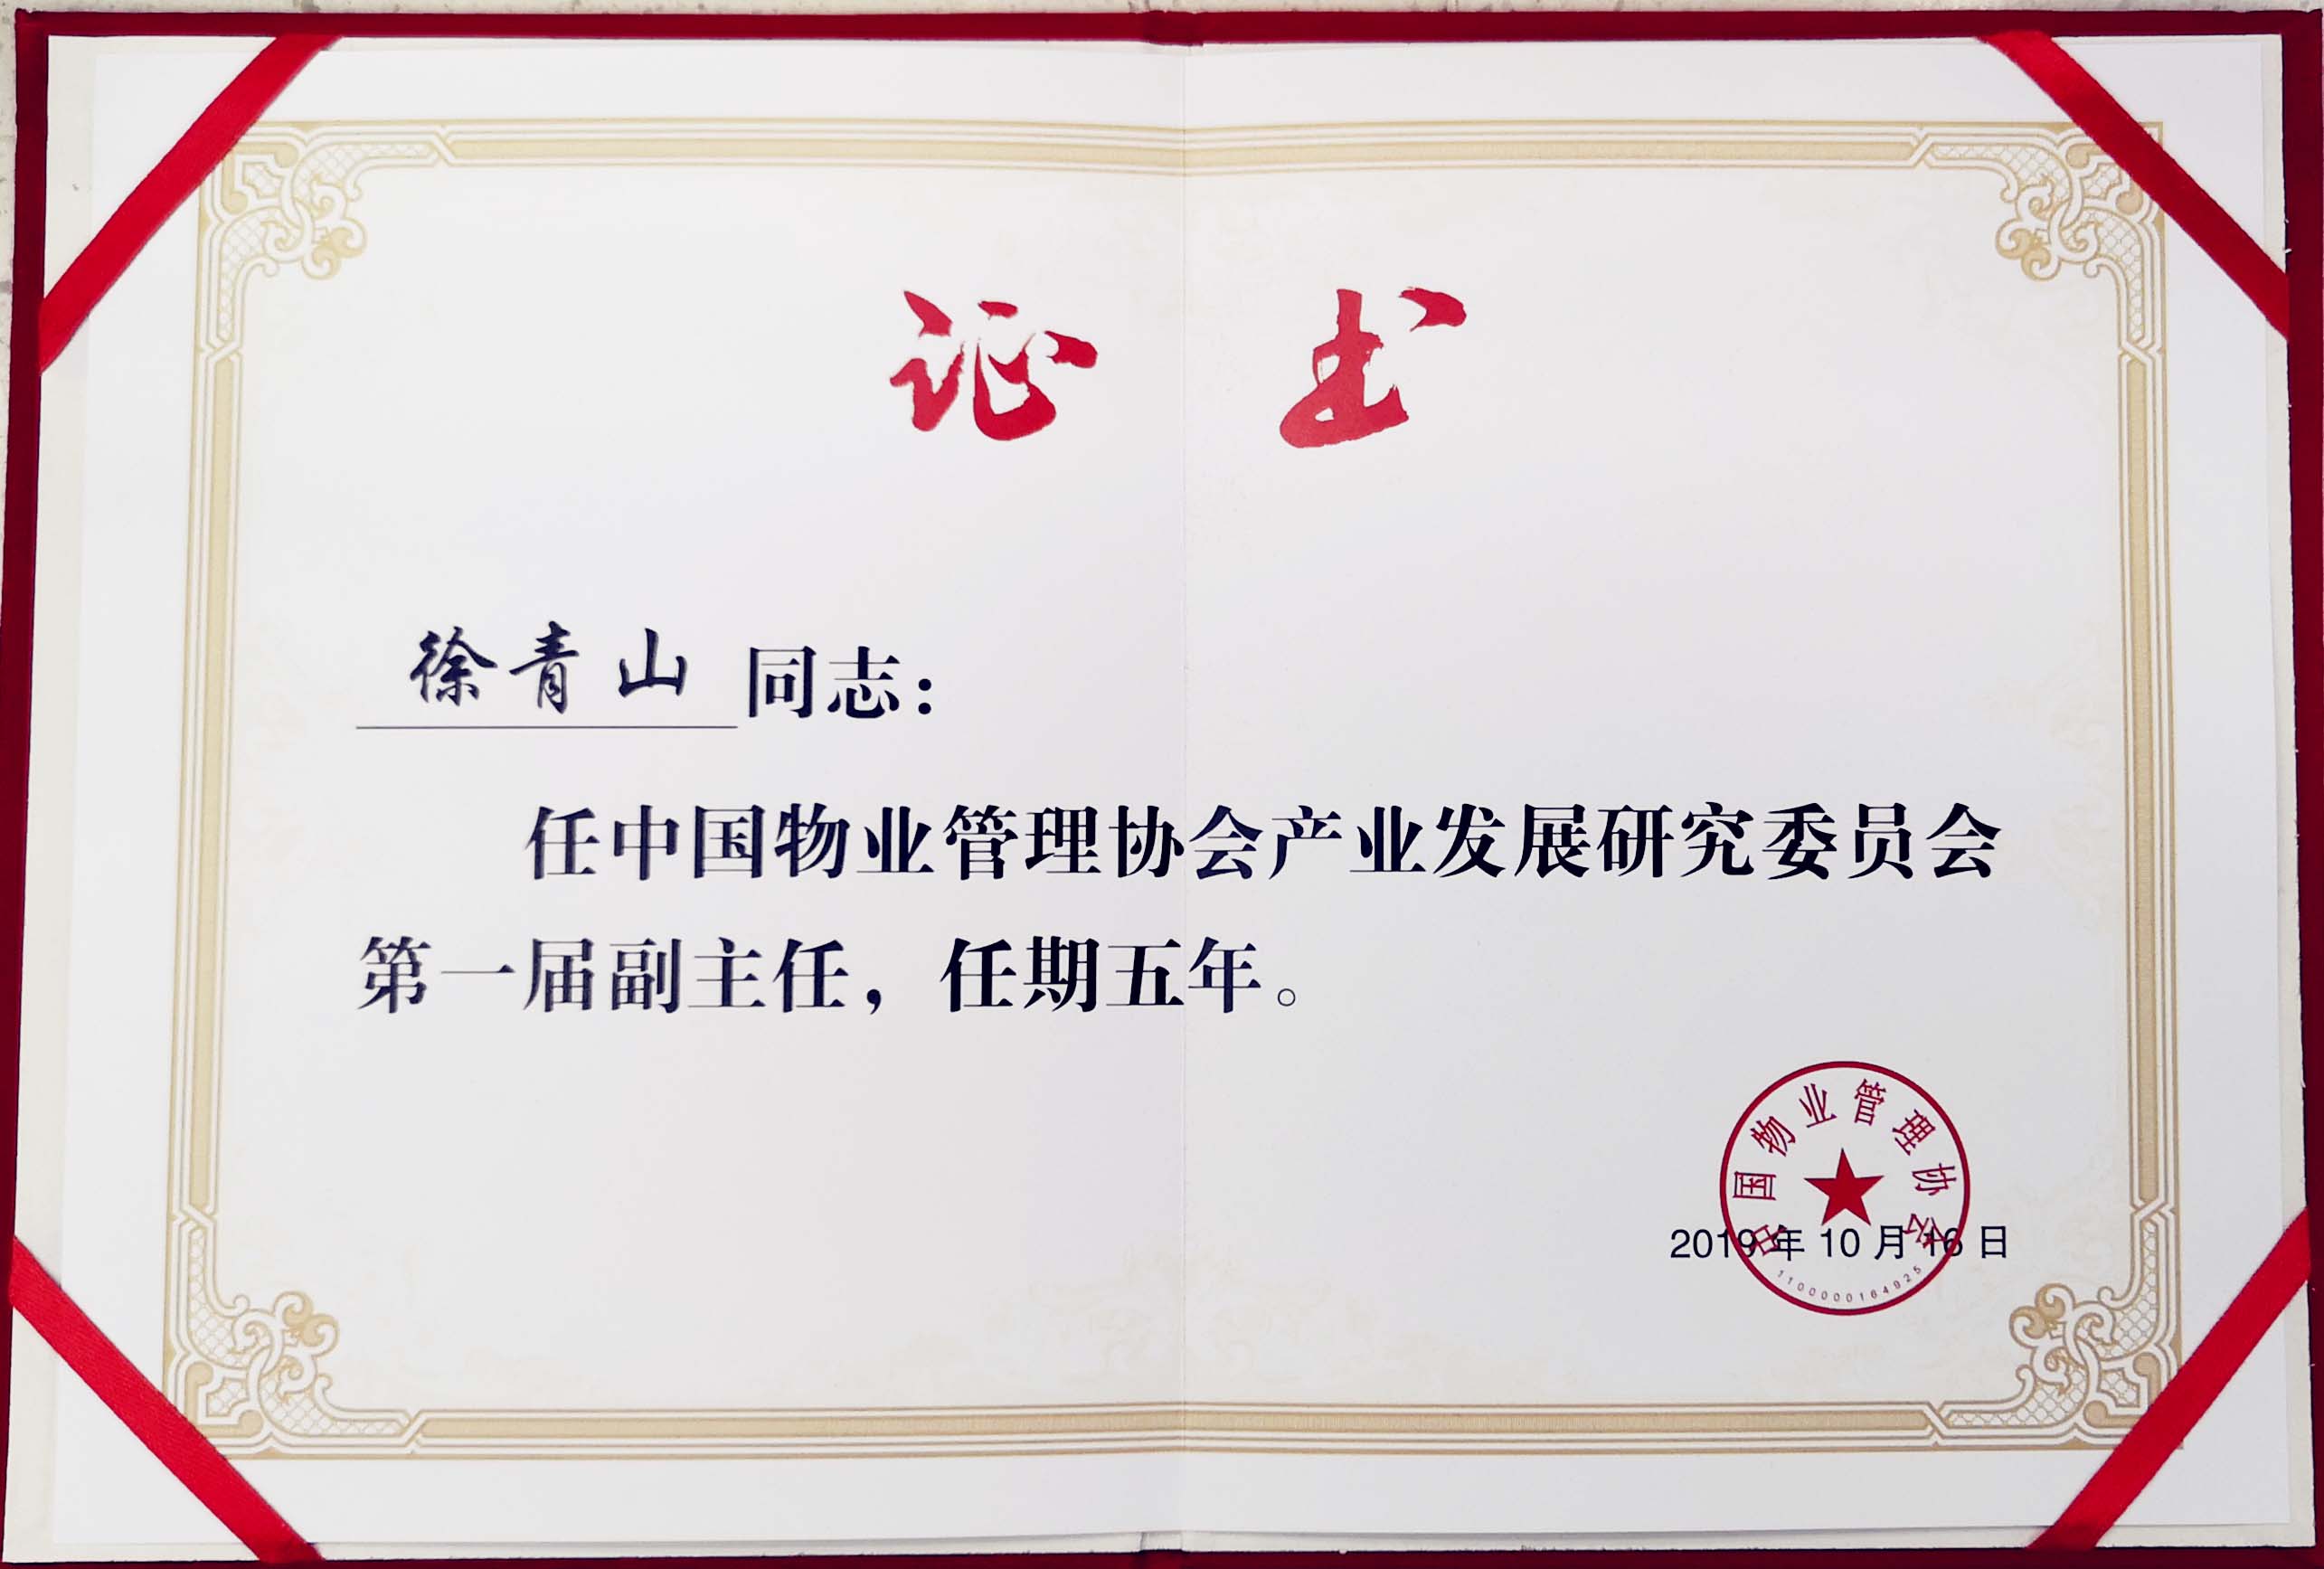 证书
徐青山同志：
任中国物业管理协会产业发展研究委员会
第一届副主任，任期五年。
中国物业管理协会
2019年10月16日
1100000164925